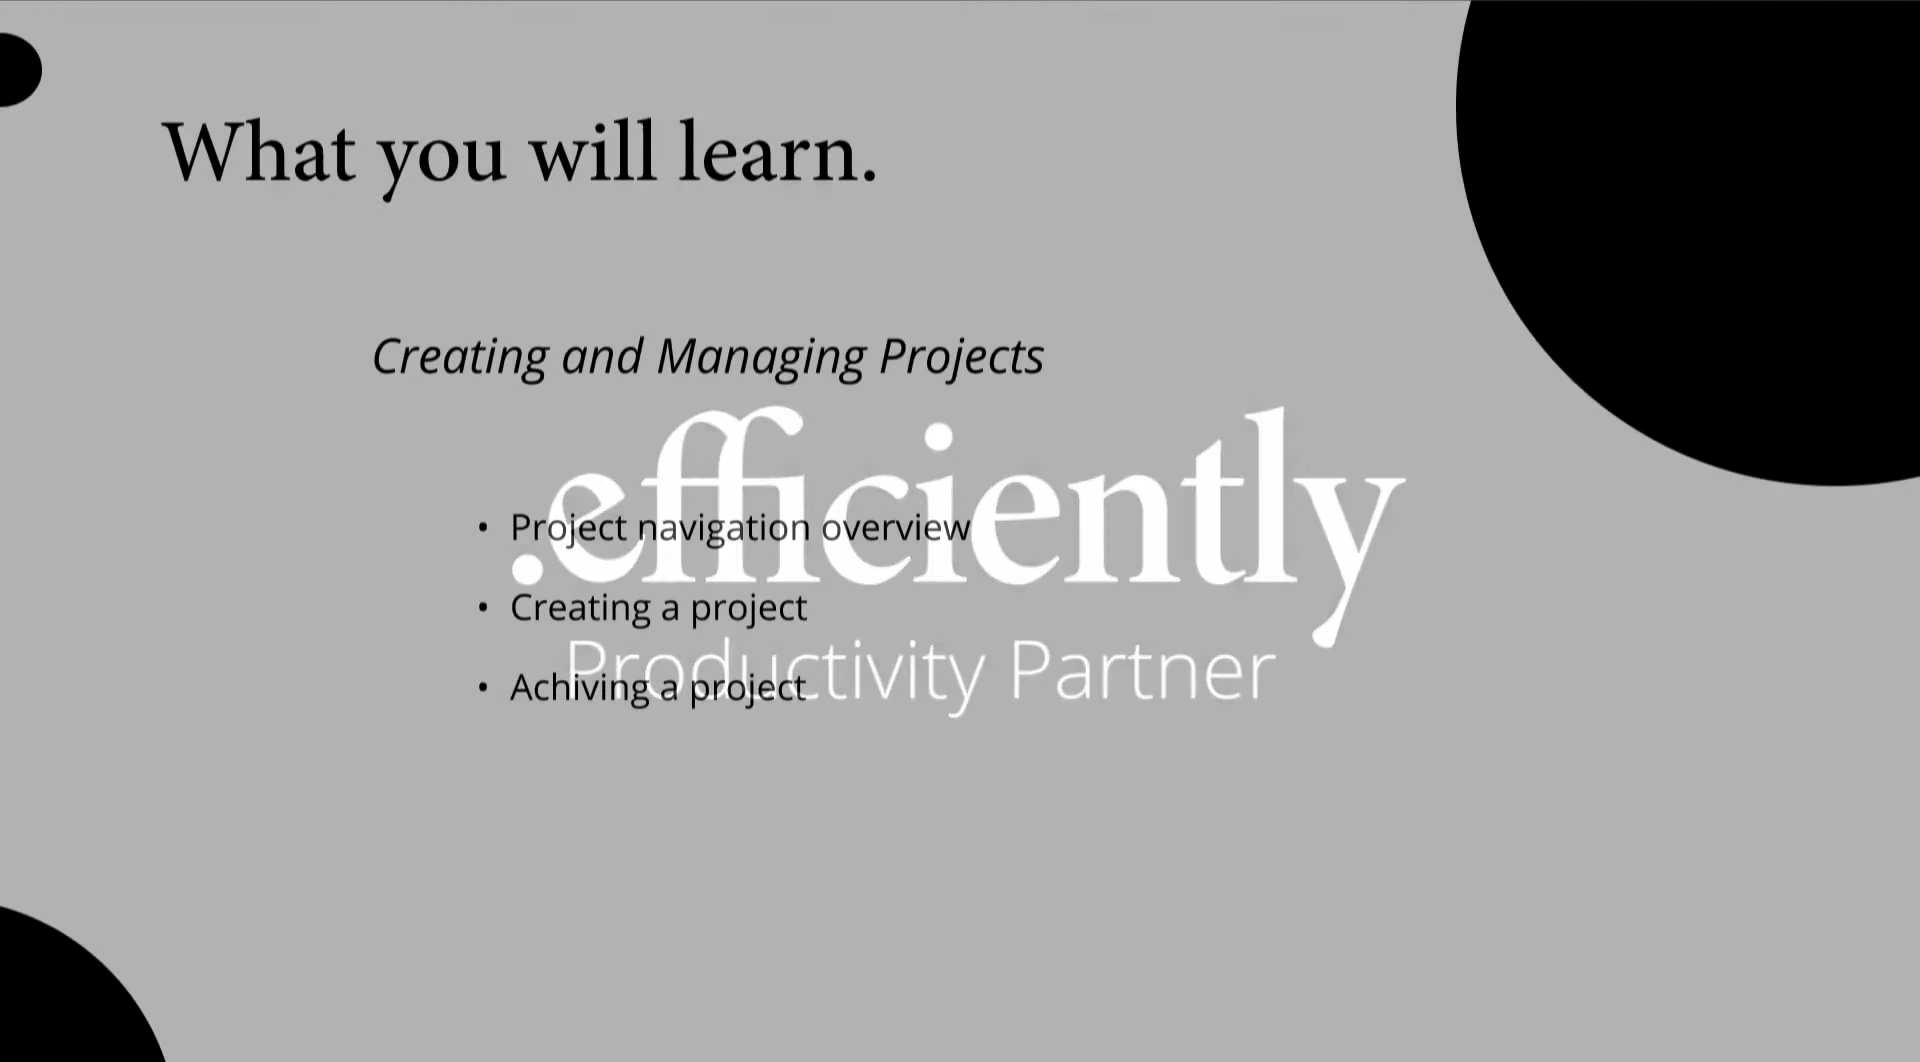 What you will learn.
Creating and Managing Projects
.efficiently
• Project navigation overview
• Creating a project
Productivity Partner
• Achiving a project